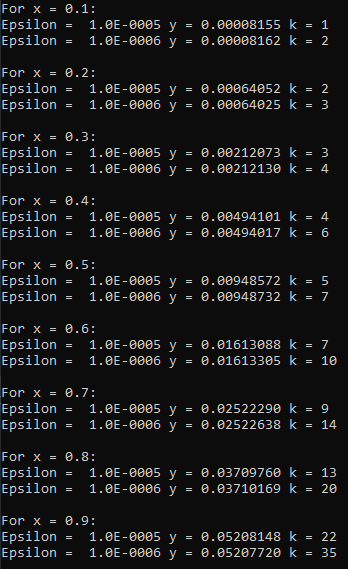 For x = 0.1:
Epsilon =  1.0E-0005 y = 0.00008155 k = 1
Epsilon =  1.0E-0006 y = 0.00008162 k = 2
For x = 0.2:
Epsilon =  1.0E-0005 y = 0.00064052 k = 2
Epsilon =  1.0E-0006 y = 0.00064025 k = 3
For x = 0.3:
Epsilon =  1.0E-0005 y = 0.00212073 k = 3
Epsilon =  1.0E-0006 y = 0.00212130 k = 4
For x = 0.4:
Epsilon =  1.0E-0005 y = 0.00494101 k = 4
Epsilon =  1.0E-0006 y = 0.00494017 k = 6
For x = 0.5:
Epsilon =  1.0E-0005 y = 0.00948572 k = 5
Epsilon =  1.0E-0006 y = 0.00948732 k = 7
For x = 0.6:
Epsilon =  1.0E-0005 y = 0.01613088 k = 7
Epsilon =  1.0E-0006 y = 0.01613305 k = 10
For x = 0.7:
Epsilon =  1.0E-0005 y = 0.02522290 k = 9
Epsilon =  1.0E-0006 y = 0.02522638 k = 14
For x = 0.8:
Epsilon =  1.0E-0005 y = 0.03709760 k = 13
Epsilon =  1.0E-0006 y = 0.03710169 k = 20
For x = 0.9:
Epsilon =  1.0E-0005 y = 0.05208148 k = 22
Epsilon =  1.0E-0006 y = 0.05207720 k = 35